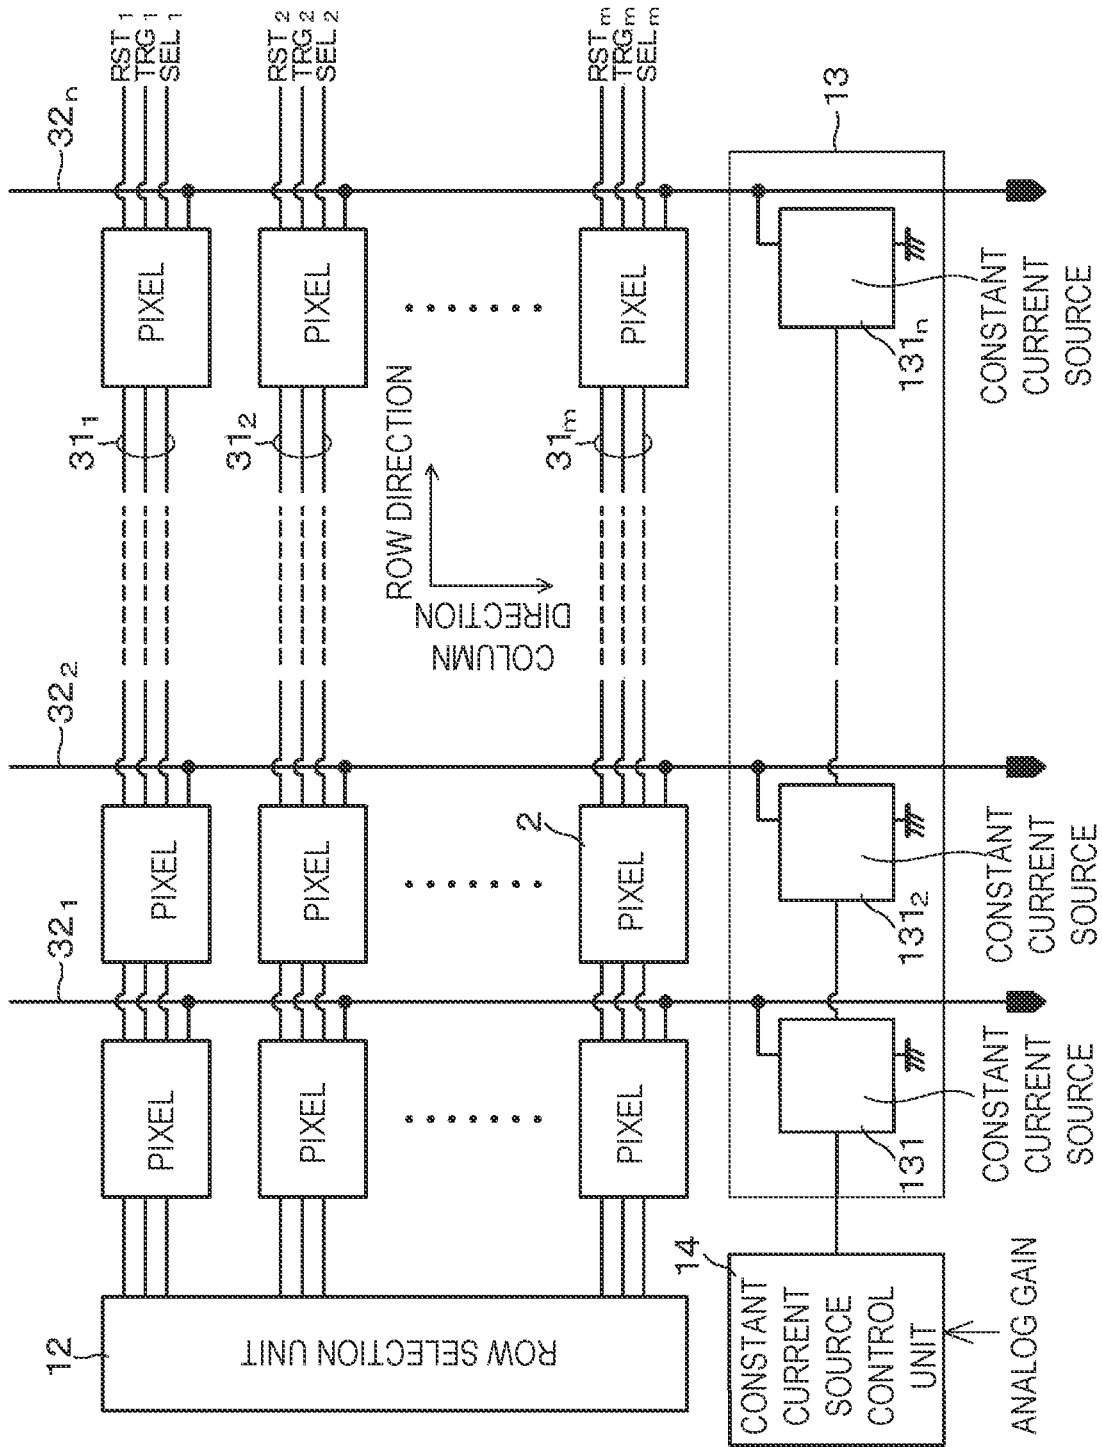 32n
RST1
TRG1
SEL1
RST2
TRG2
SEL2
RSTm
TRGm
SELm
13
PIXEL
PIXEL
PIXEL
131n
CONSTANT
CURRENT
SOURCE
311
312
31m
ROW DIRECTION
COLUMN
DIRECTION
322
PIXEL
PIXEL
2
PIXEL
1312
CONSTANT
CURRENT
SOURCE
321
PIXEL
PIXEL
PIXEL
131
CONSTANT
CURRENT
SOURCE
12
ROW SELECTION UNIT
14
CONSTANT
CURRENT
SOURCE
CONTROL
UNIT
ANALOG GAIN